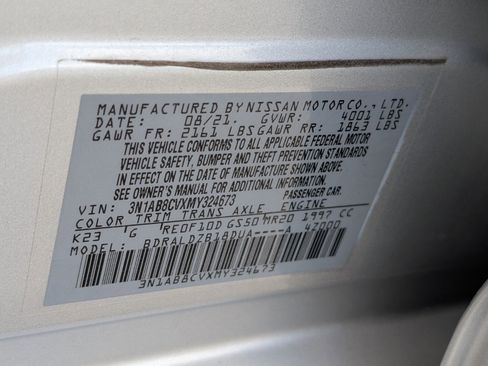 MANUFACTURED BY NISSAN MOTOR CO., LTD.
DATE: 08/21. GVWR: 4001 LBS
GAWR FR: 2161 LBS GAWR RR: 1863 LBS
THIS VEHICLE CONFORMS TO ALL APPLICABLE FEDERAL MOTOR
VEHICLE SAFETY, BUMPER AND THEFT PREVENTION STANDARDS
IN EFFECT ON THE DATE OF MANUFACTURE SHOWN ABOVE.
SEE OWNER'S MANUAL FOR ADDITIONAL INFORMATION.
VIN: 3N1AB8CVXMY324673 PASSENGER CAR.
COLOR TRIM TRANS AXLE ENGINE
K23 G RE0F10D GS50 MR20 1997 CC
MODEL: BDRALDZB18DUA----A 4Z000
3N1AB8CVXMY324673